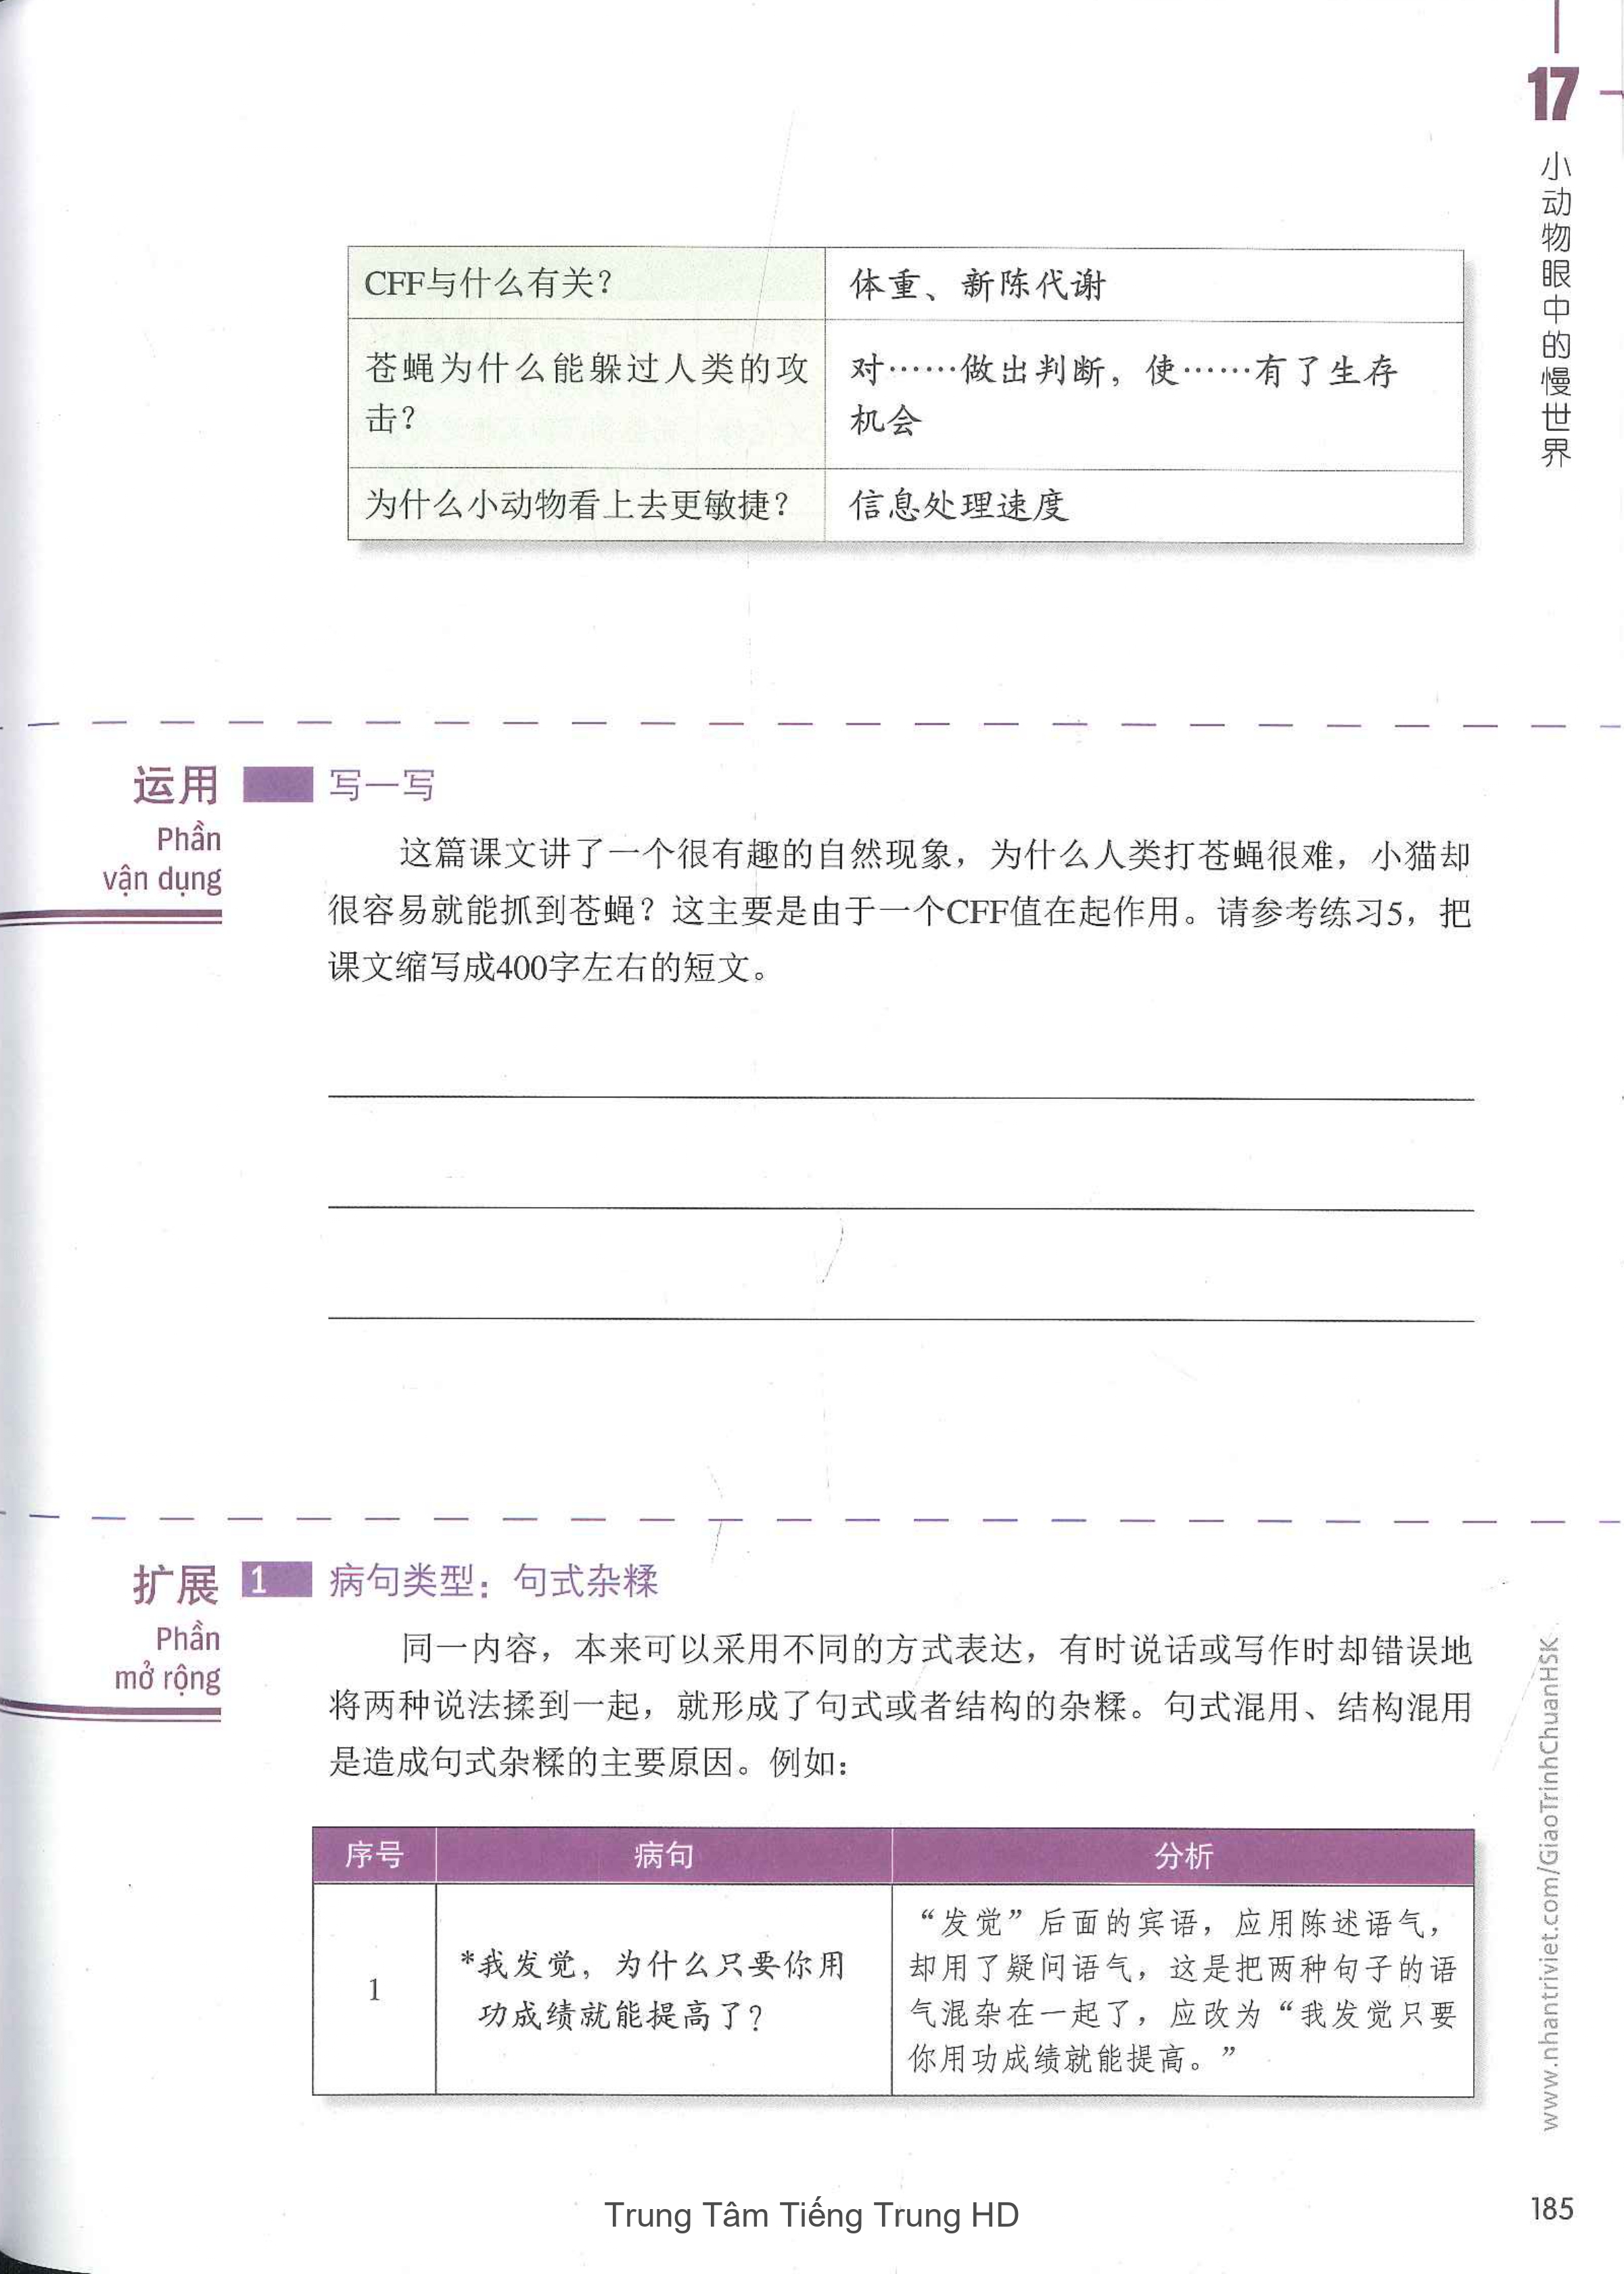 17
小动物眼中的慢世界
CFF与什么有关？
体重、新陈代谢
苍蝇为什么能躲过人类的攻
击？
对……做出判断，使……有了生存
机会
为什么小动物看上去更敏捷？
信息处理速度
运用
Phần
vận dụng
写一写
这篇课文讲了一个很有趣的自然现象，为什么人类打苍蝇很难，小猫却
很容易就能抓到苍蝇？这主要是由于一个CFF值在起作用。请参考练习5，把
课文缩写成400字左右的短文。
扩展
Phần
mở rộng
1 病句类型：句式杂糅
同一内容，本来可以采用不同的方式表达，有时说话或写作时却错误地
将两种说法揉到一起，就形成了句式或者结构的杂糅。句式混用、结构混用
是造成句式杂糅的主要原因。例如：
序号 病句 分析
1
*我发觉，为什么只要你用
功成绩就能提高了？
“发觉”后面的宾语，应用陈述语气，
却用了疑问语气，这是把两种句子的语
气混杂在一起了，应改为“我发觉只要
你用功成绩就能提高。”
www.nhantriviet.com/GiaoTrinhChuanHSK
Trung Tâm Tiếng Trung HD
185